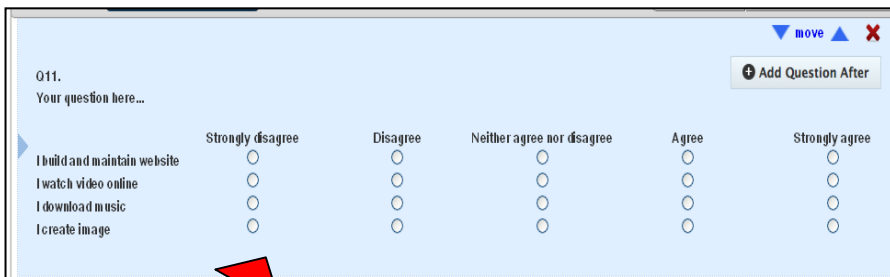 move
Add Question After
Q11.
Your question here...
Strongly disagree Disagree Neither agree nor disagree Agree Strongly agree
I build and maintain website
I watch video online
I download music
I create image